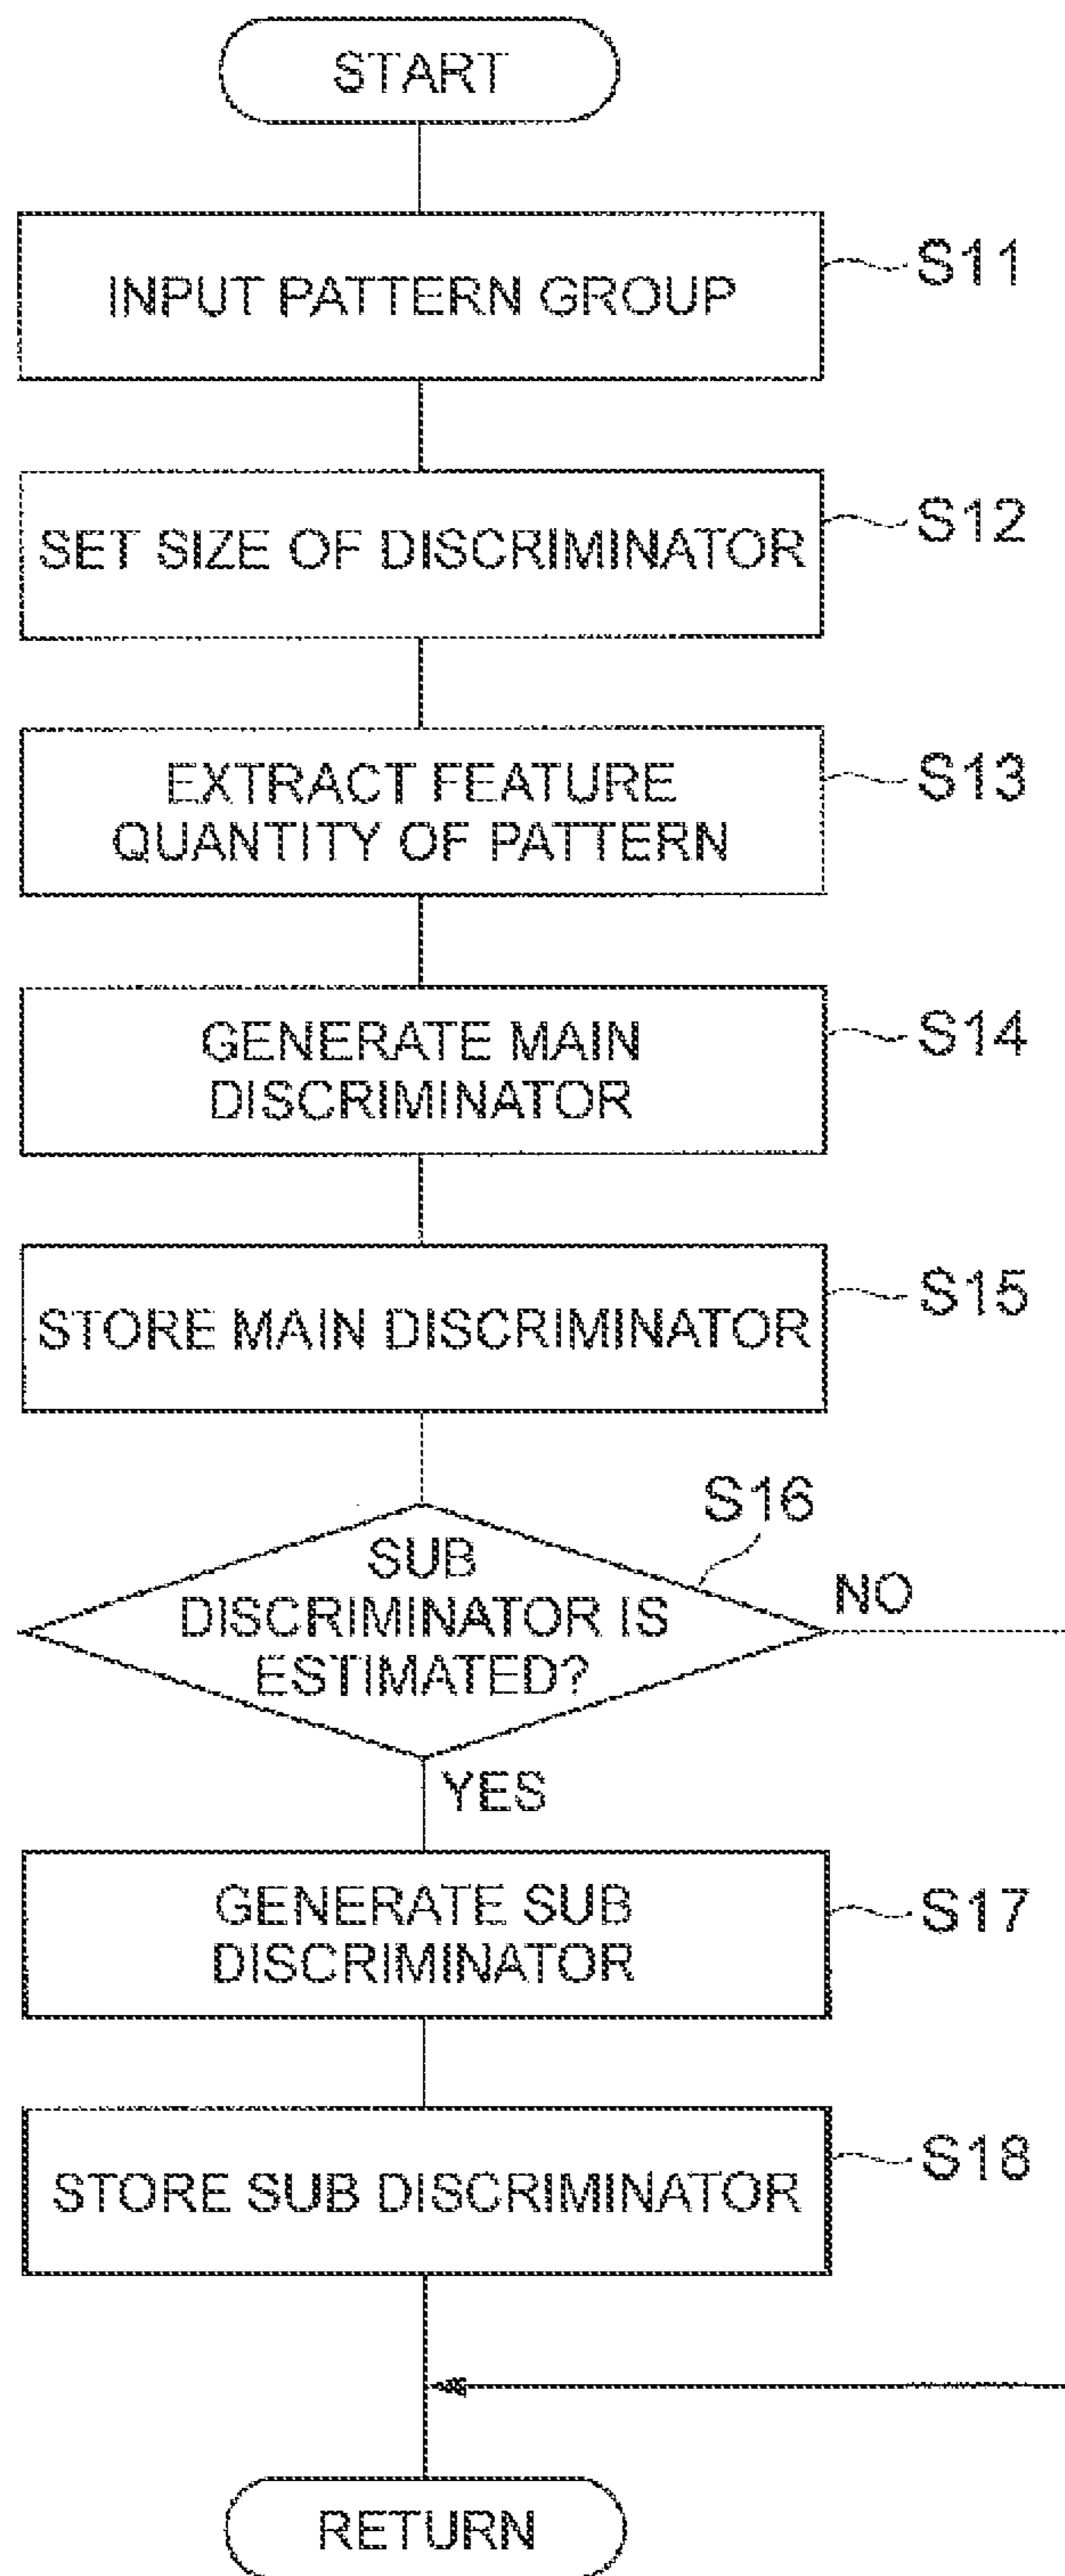 START
INPUT PATTERN GROUP
S11
SET SIZE OF DISCRIMINATOR
S12
EXTRACT FEATURE
QUANTITY OF PATTERN
S13
GENERATE MAIN
DISCRIMINATOR
S14
STORE MAIN DISCRIMINATOR
S15
S16
SUB
DISCRIMINATOR IS
ESTIMATED?
NO
YES
GENERATE SUB
DISCRIMINATOR
S17
STORE SUB DISCRIMINATOR
S18
RETURN